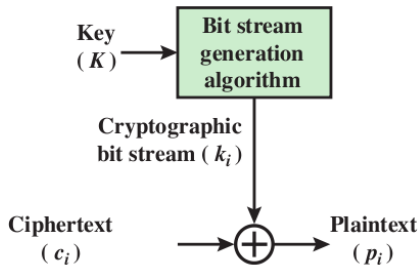 Key
( K )
Bit stream
generation
algorithm
Cryptographic
bit stream ( kᵢ )
Ciphertext
( cᵢ )
Plaintext
( pᵢ )